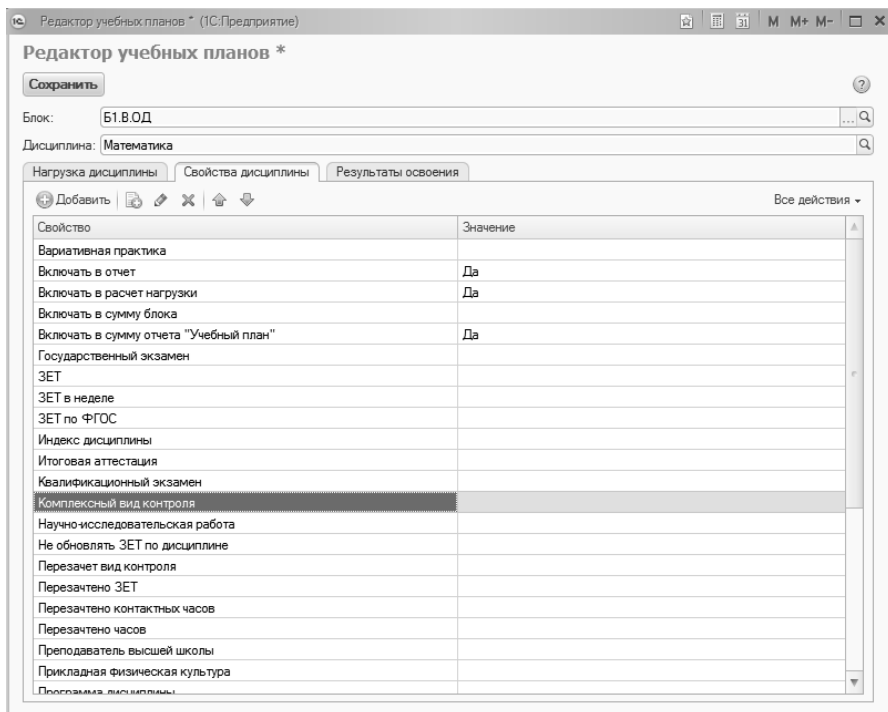 Редактор учебных планов * (1С:Предприятие) 31 M M+ M-
Редактор учебных планов *
Сохранить ?
Блок: Б1.В.ОД ...
Дисциплина: Математика
Нагрузка дисциплины Свойства дисциплины Результаты освоения
Добавить Все действия
Свойство Значение
Вариативная практика
Включать в отчет Да
Включать в расчет нагрузки Да
Включать в сумму блока
Включать в сумму отчета "Учебный план" Да
Государственный экзамен
ЗЕТ
ЗЕТ в неделе
ЗЕТ по ФГОС
Индекс дисциплины
Итоговая аттестация
Квалификационный экзамен
Комплексный вид контроля
Научно-исследовательская работа
Не обновлять ЗЕТ по дисциплине
Перезачет вид контроля
Перезачтено ЗЕТ
Перезачтено контактных часов
Перезачтено часов
Преподаватель высшей школы
Прикладная физическая культура
Программа дисциплины